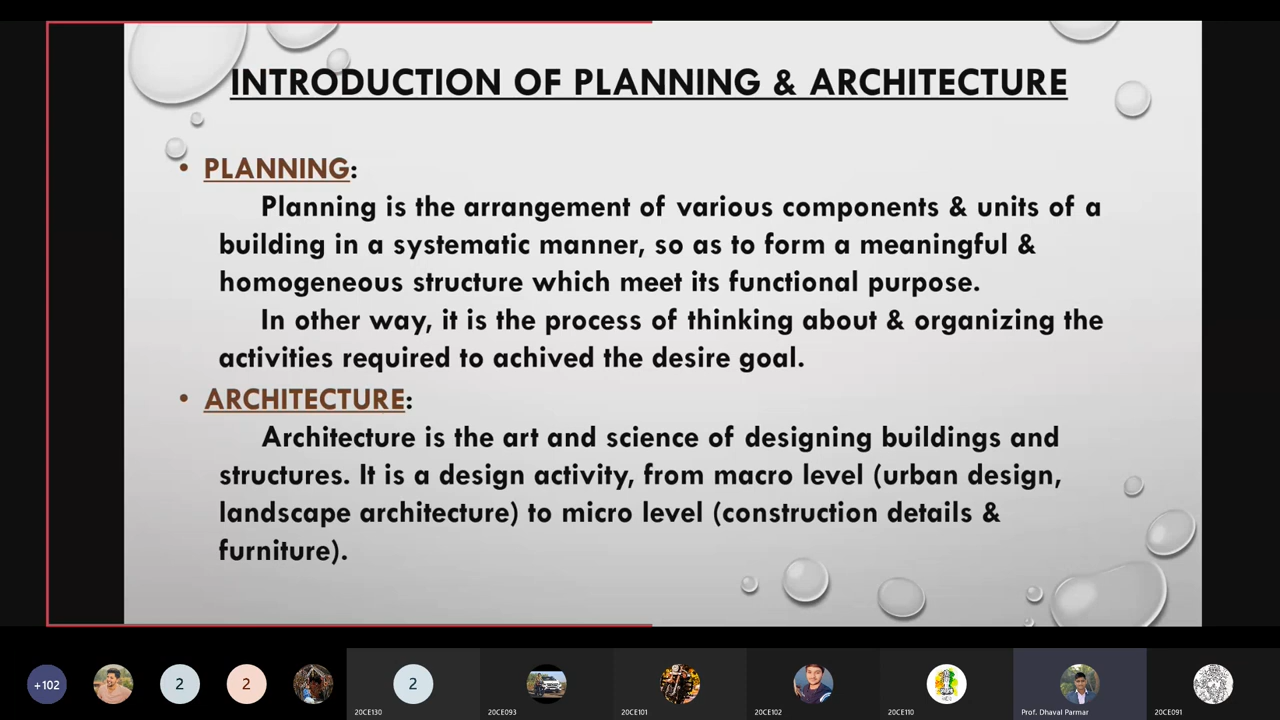 INTRODUCTION OF PLANNING & ARCHITECTURE
• PLANNING:
Planning is the arrangement of various components & units of a
building in a systematic manner, so as to form a meaningful &
homogeneous structure which meet its functional purpose.
In other way, it is the process of thinking about & organizing the
activities required to achived the desire goal.
• ARCHITECTURE:
Architecture is the art and science of designing buildings and
structures. It is a design activity, from macro level (urban design,
landscape architecture) to micro level (construction details &
furniture).
+102 2 2 2
20CE130 20CE093 20CE101 20CE102 20CE110 Prof. Dhaval Parmar 20CE091